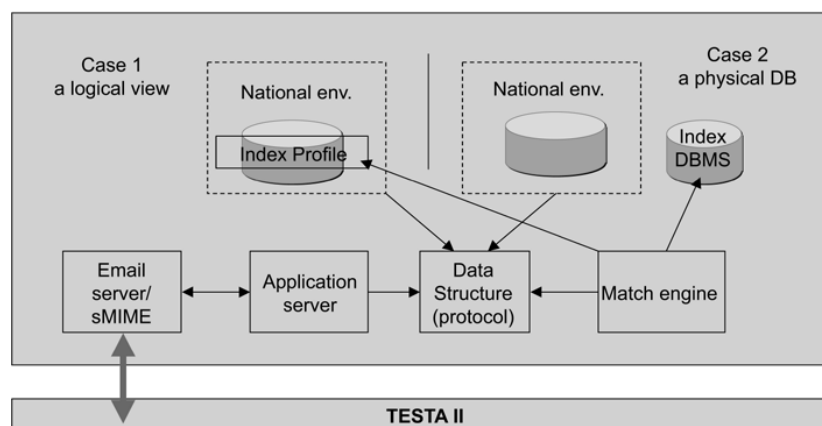 Case 1
a logical view
National env.
Index Profile
National env.
Case 2
a physical DB
Index
DBMS
Email
server/
sMIME
Application
server
Data
Structure
(protocol)
Match engine
TESTA II